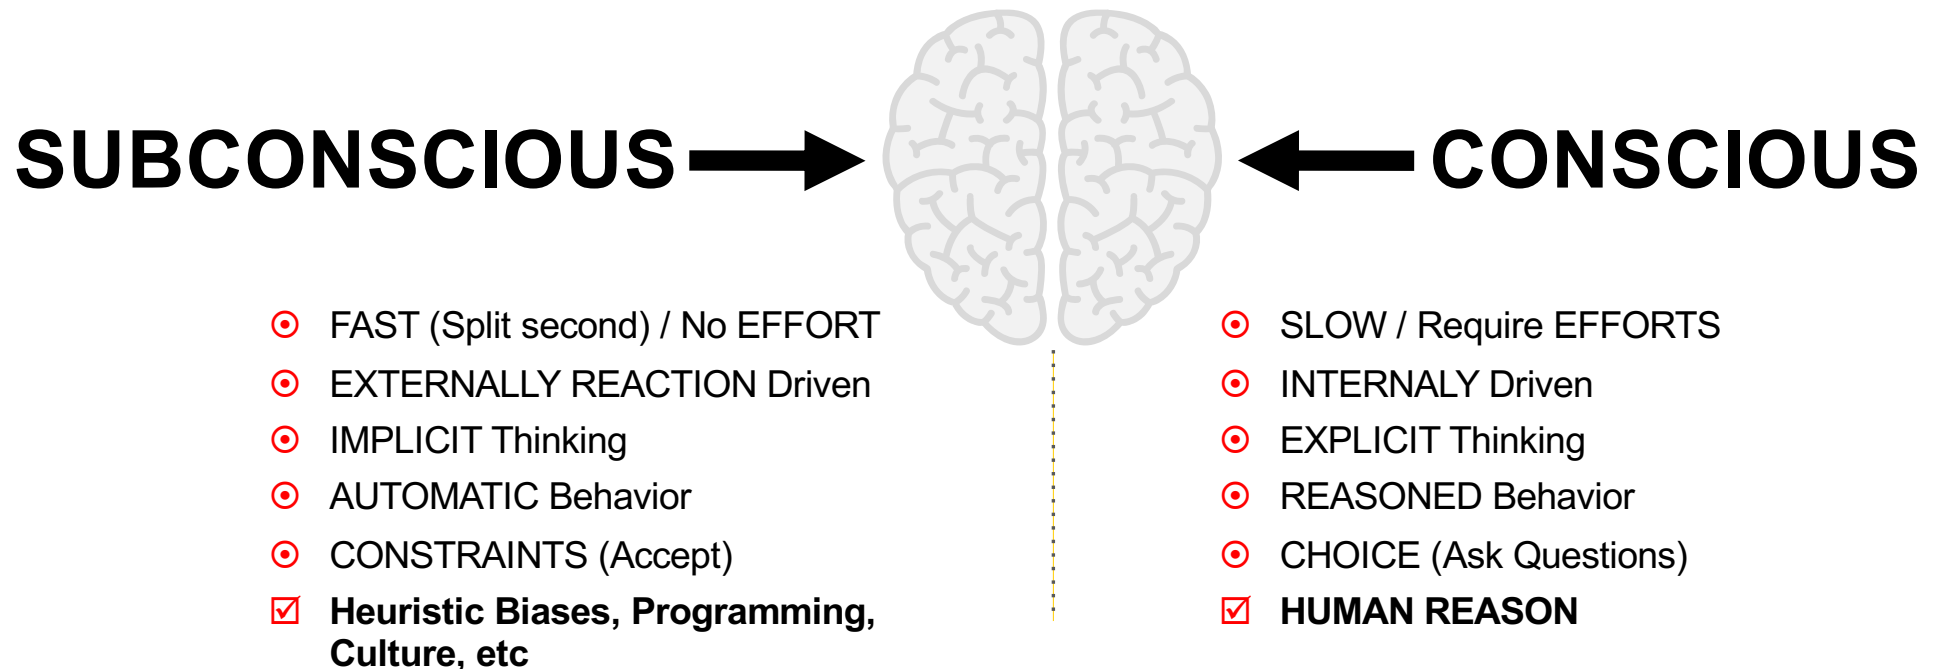 SUBCONSCIOUS
CONSCIOUS
FAST (Split second) / No EFFORT
EXTERNALLY REACTION Driven
IMPLICIT Thinking
AUTOMATIC Behavior
CONSTRAINTS (Accept)
Heuristic Biases, Programming,
Culture, etc
SLOW / Require EFFORTS
INTERNALY Driven
EXPLICIT Thinking
REASONED Behavior
CHOICE (Ask Questions)
HUMAN REASON